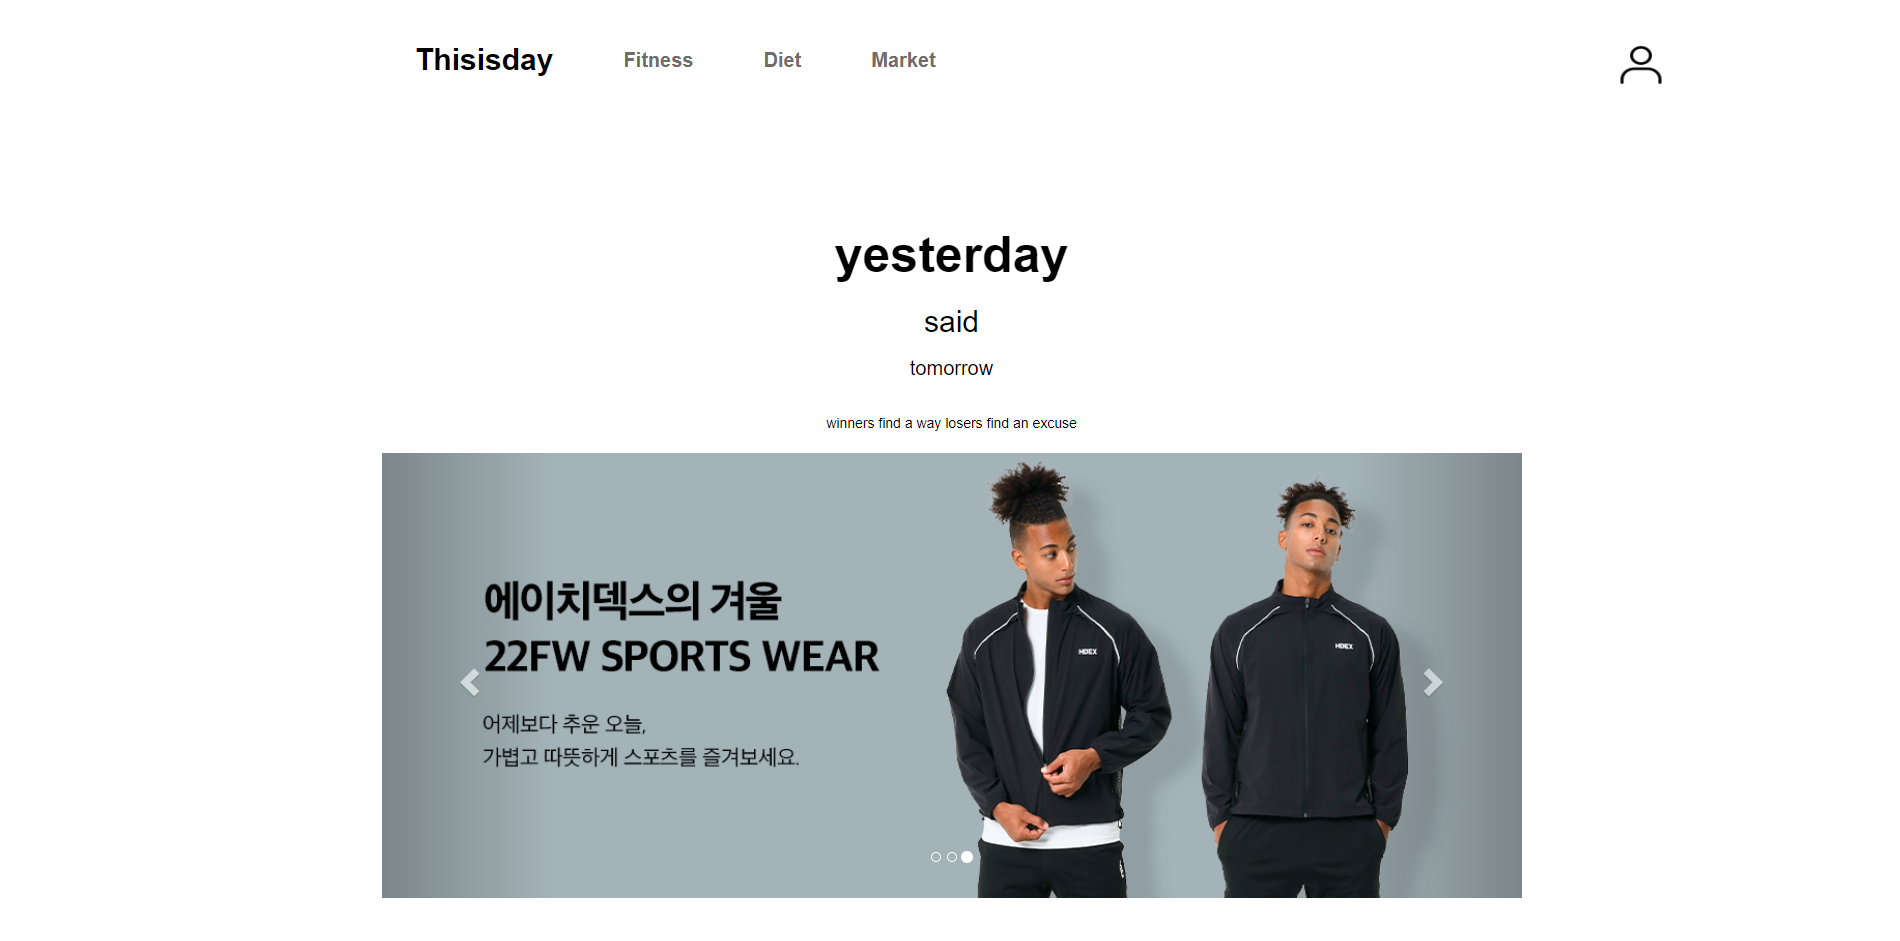 Thisisday Fitness Diet Market
yesterday
said
tomorrow
winners find a way losers find an excuse
에이치덱스의 겨울
22FW SPORTS WEAR
어제보다 추운 오늘,
가볍고 따뜻하게 스포츠를 즐겨보세요.
HDEX
HDEX